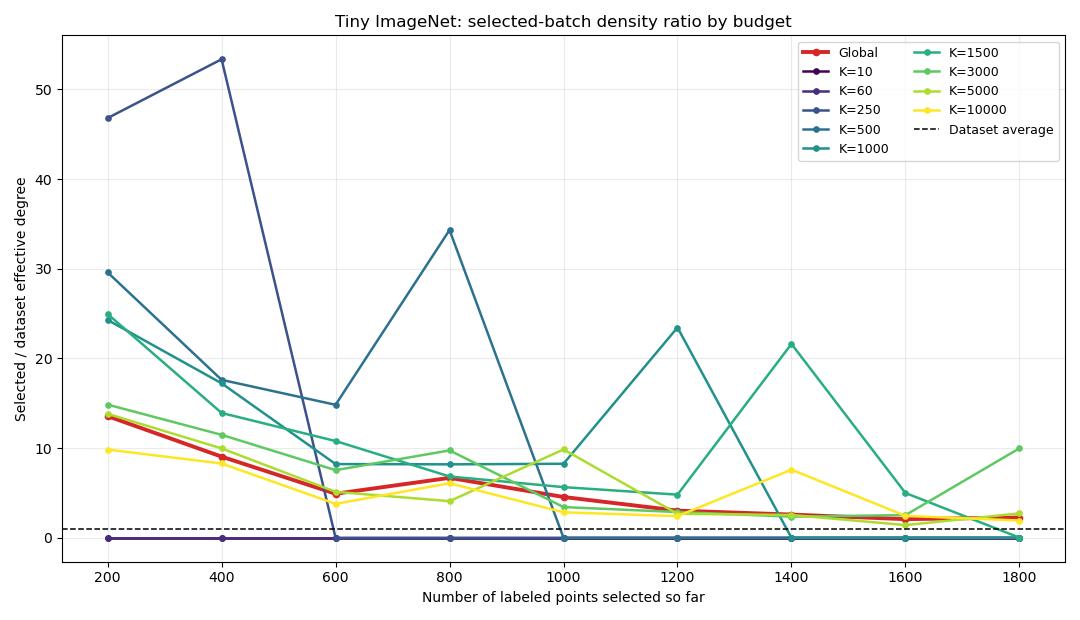 Tiny ImageNet: selected-batch density ratio by budget
Global
K=10
K=60
K=250
K=500
K=1000
K=1500
K=3000
K=5000
K=10000
Dataset average
Selected / dataset effective degree
50
40
30
20
10
0
200 400 600 800 1000 1200 1400 1600 1800
Number of labeled points selected so far